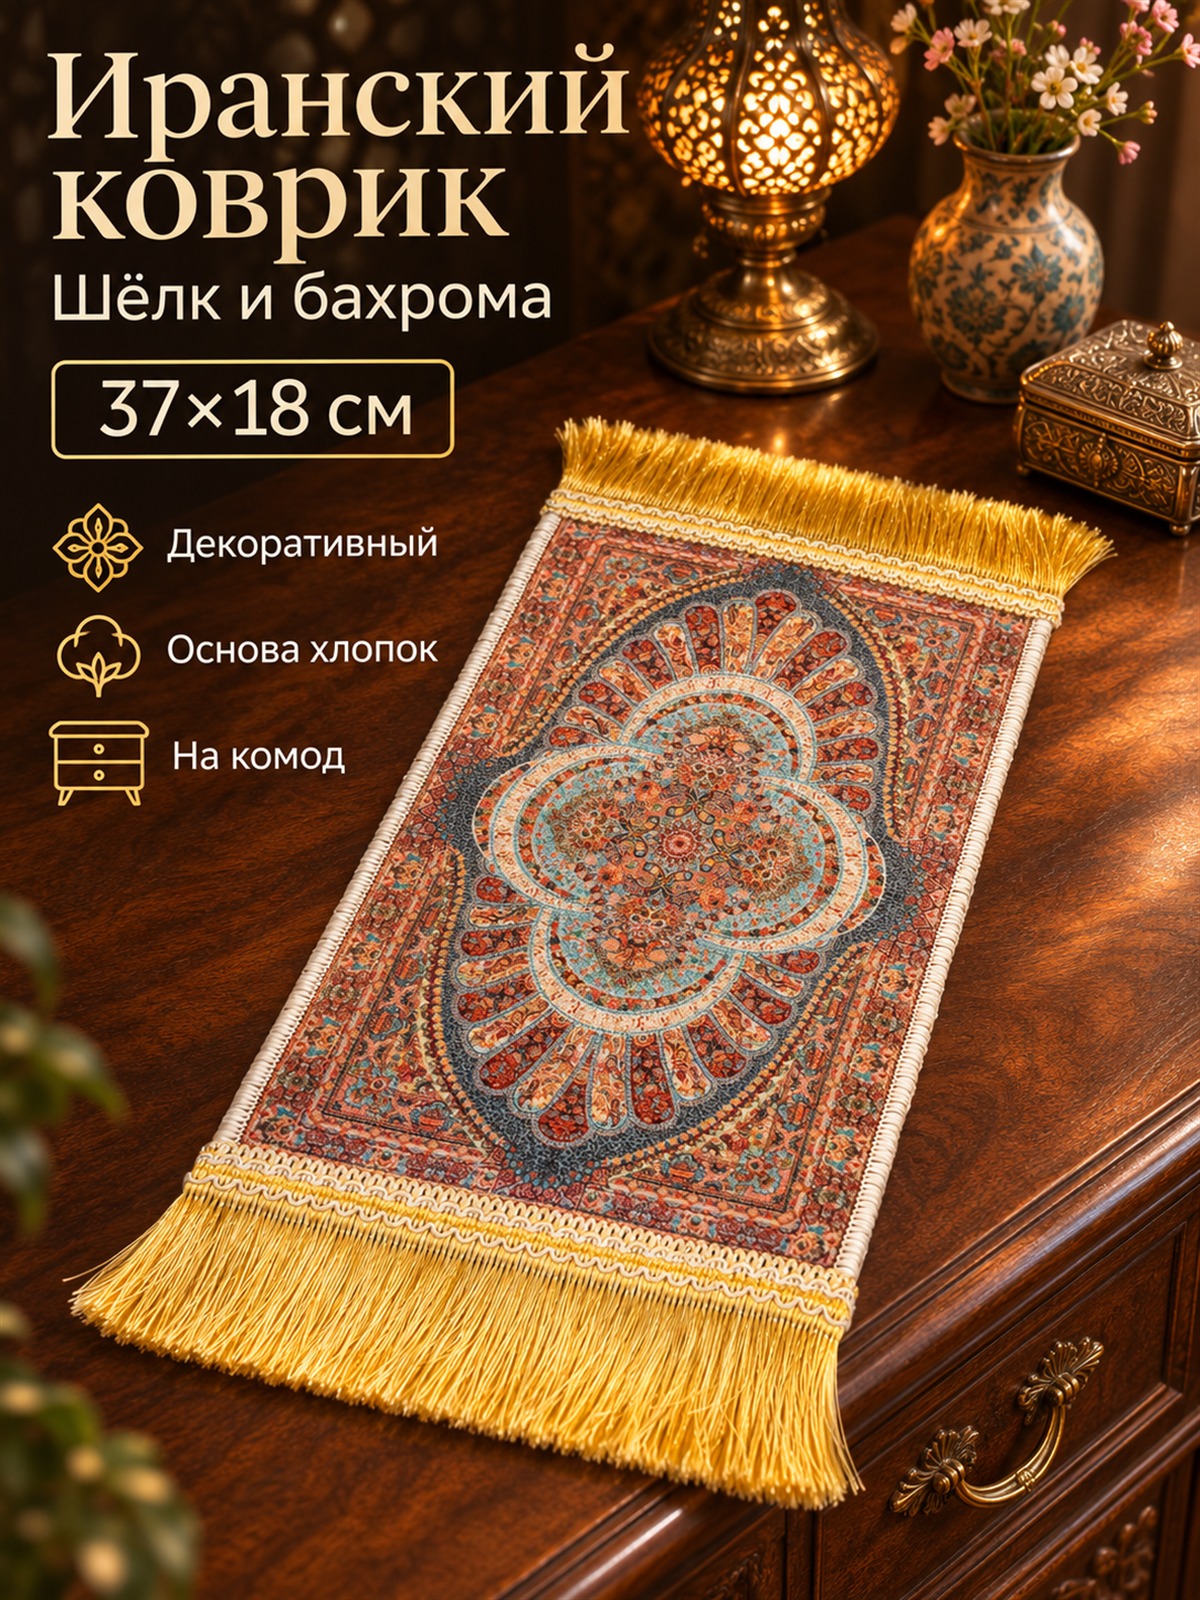 Иранский
коврик
Шёлк и бахрома
37×18 см
Декоративный
Основа хлопок
На комод